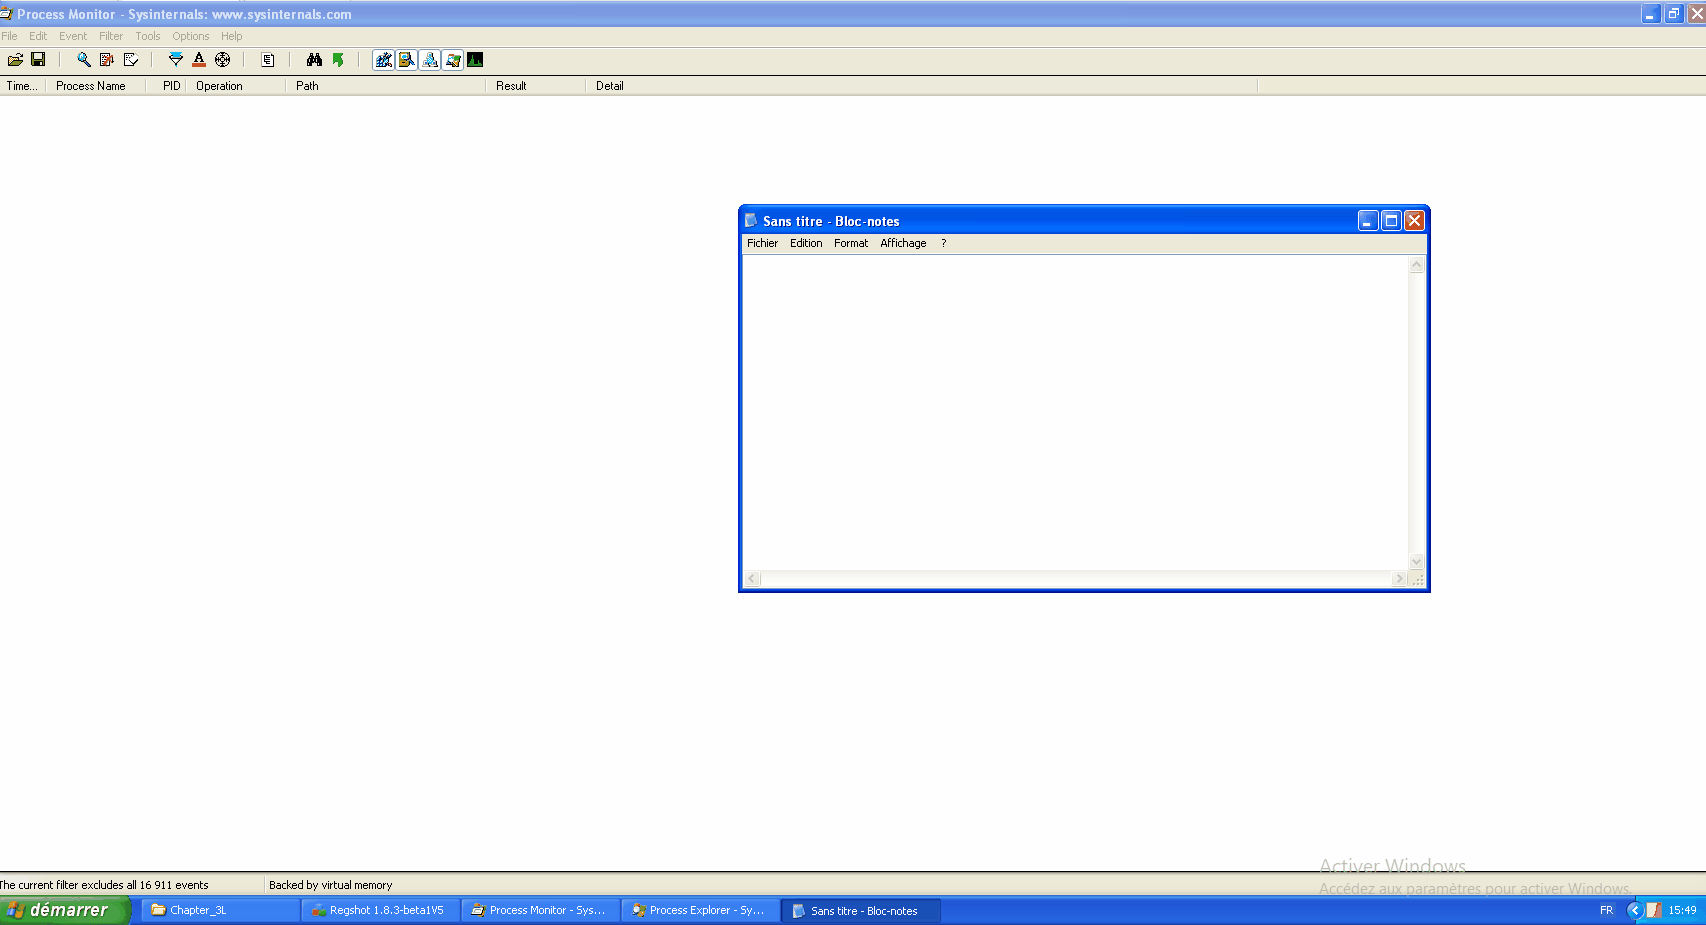 Process Monitor - Sysinternals: www.sysinternals.com
File Edit Event Filter Tools Options Help
Time... Process Name PID Operation Path Result Detail
Sans titre - Bloc-notes
Fichier Edition Format Affichage ?
Activer Windows
Accédez aux paramètres pour activer Windows.
The current filter excludes all 16 911 events Backed by virtual memory
démarrer Chapter_3L Regshot 1.8.3-beta1V5 Process Monitor - Sys... Process Explorer - Sy... Sans titre - Bloc-notes FR 15:49